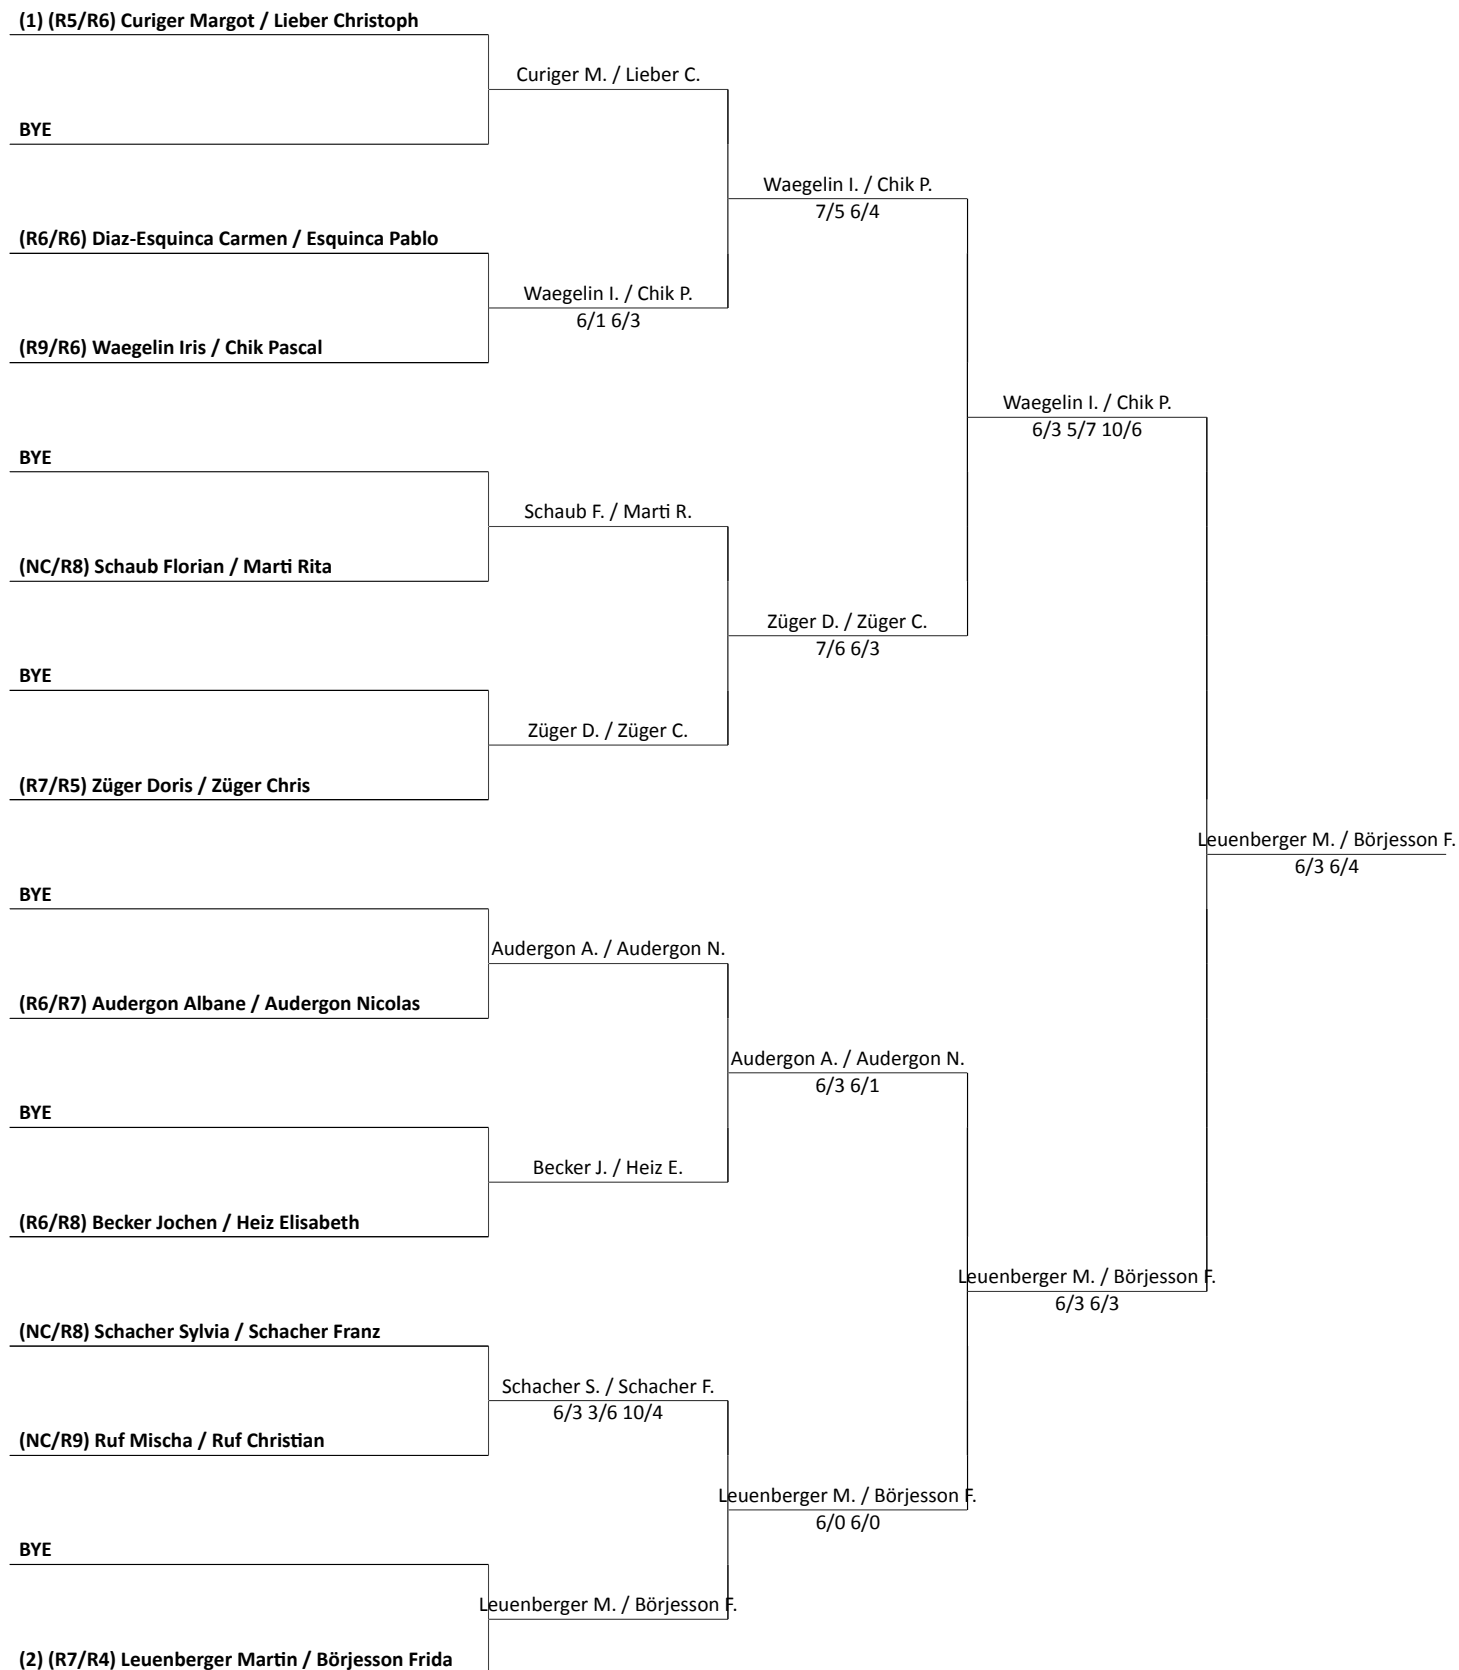 (1) (R5/R6) Curiger Margot / Lieber Christoph
Curiger M. / Lieber C.
BYE
Waegelin I. / Chik P.
7/5 6/4
(R6/R6) Diaz-Esquinca Carmen / Esquinca Pablo
Waegelin I. / Chik P.
6/1 6/3
(R9/R6) Waegelin Iris / Chik Pascal
Waegelin I. / Chik P.
6/3 5/7 10/6
BYE
Schaub F. / Marti R.
(NC/R8) Schaub Florian / Marti Rita
Züger D. / Züger C.
7/6 6/3
BYE
Züger D. / Züger C.
(R7/R5) Züger Doris / Züger Chris
Leuenberger M. / Börjesson F.
6/3 6/4
BYE
Audergon A. / Audergon N.
(R6/R7) Audergon Albane / Audergon Nicolas
Audergon A. / Audergon N.
6/3 6/1
BYE
Becker J. / Heiz E.
(R6/R8) Becker Jochen / Heiz Elisabeth
Leuenberger M. / Börjesson F.
6/3 6/3
(NC/R8) Schacher Sylvia / Schacher Franz
Schacher S. / Schacher F.
6/3 3/6 10/4
(NC/R9) Ruf Mischa / Ruf Christian
Leuenberger M. / Börjesson F.
6/0 6/0
BYE
Leuenberger M. / Börjesson F.
(2) (R7/R4) Leuenberger Martin / Börjesson Frida